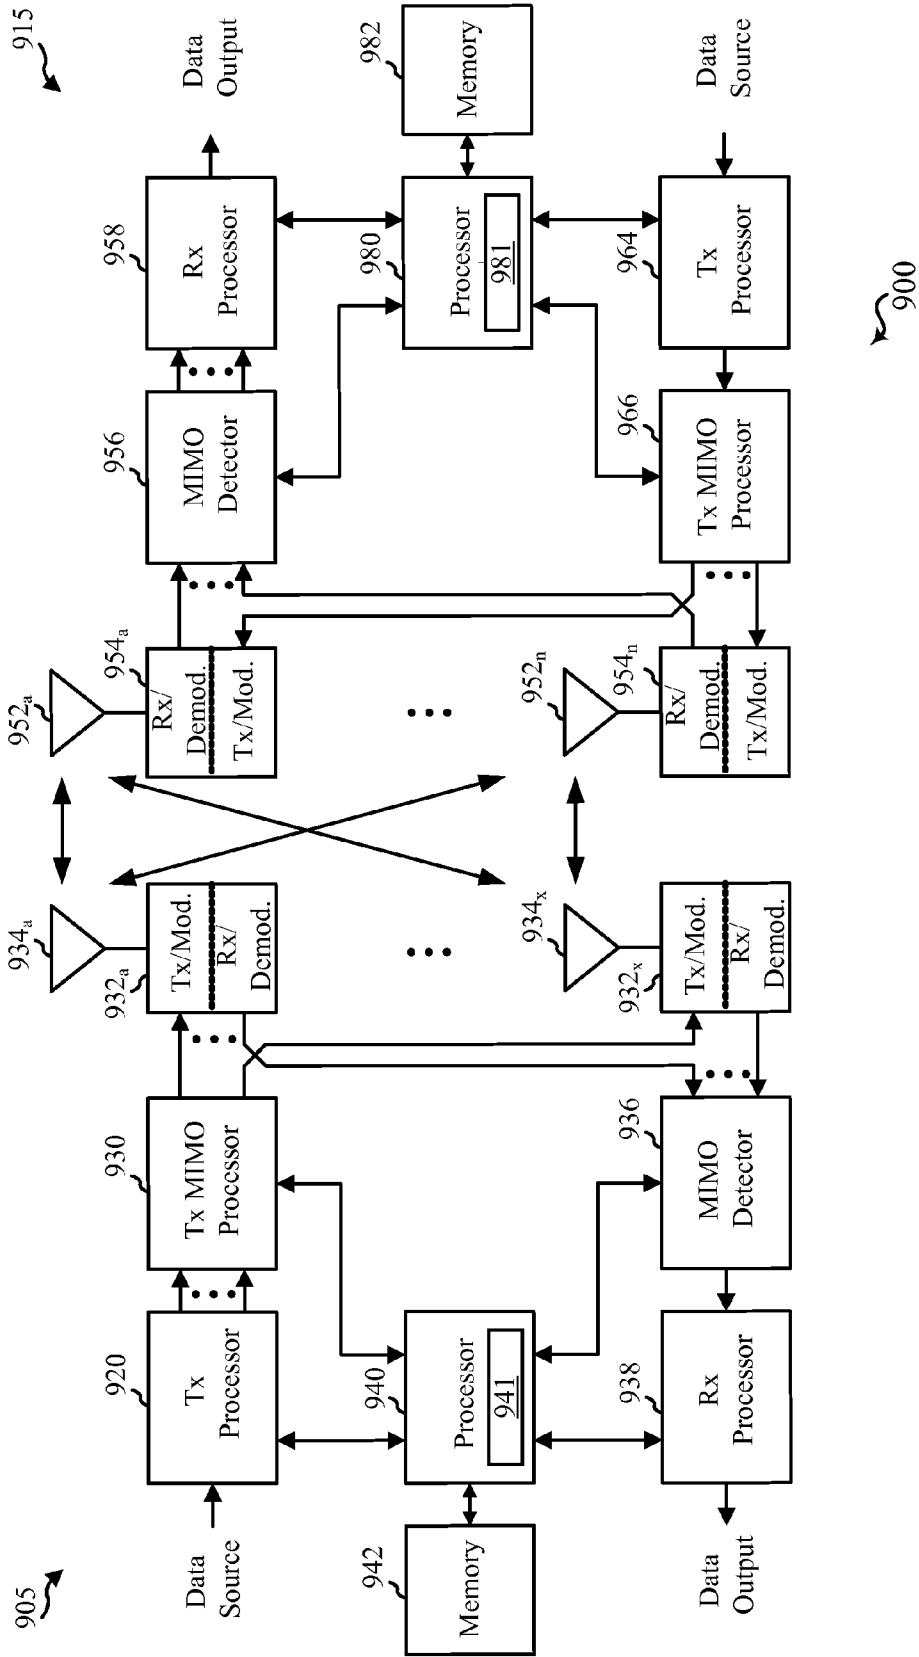 905
915
934a
952a
920
930
932a
954a
956
958
Data
Source
Tx
Processor
Tx MIMO
Processor
Tx/Mod.
Rx/
Demod.
Rx/
Demod.
Tx/Mod.
MIMO
Detector
Rx
Processor
Data
Output
942
Memory
940
Processor
941
980
Processor
981
982
Memory
934x
952n
938
936
932x
954n
966
964
Data
Output
Rx
Processor
MIMO
Detector
Tx/Mod.
Rx/
Demod.
Rx/
Demod.
Tx/Mod.
Tx MIMO
Processor
Tx
Processor
Data
Source
900